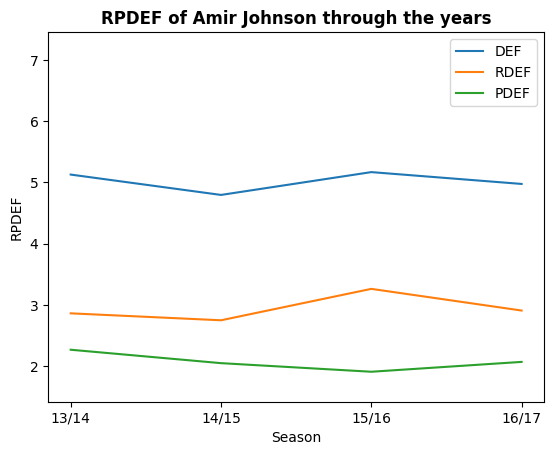 RPDEF of Amir Johnson through the years
DEF
RDEF
PDEF
7
6
5
4
3
2
RPDEF
13/14
14/15
15/16
16/17
Season